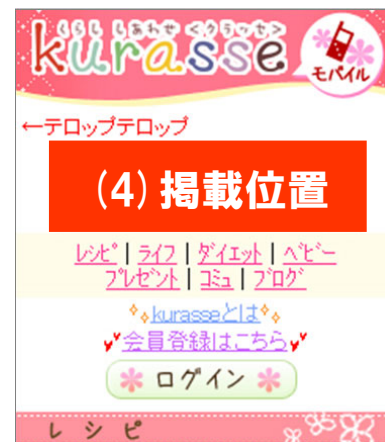 くらし しあわせ <クラッセ>
kurasse
モバイル
←テロップテロップ
(4)掲載位置
ﾚｼﾋﾟ | ﾗｲﾌ | ﾀﾞｲｴｯﾄ | ﾍﾞﾋﾞｰ
ﾌﾟﾚｾﾞﾝﾄ | ｺﾐｭ | ﾌﾞﾛｸﾞ
kurasseとは
会員登録はこちら
ログイン
レシピ